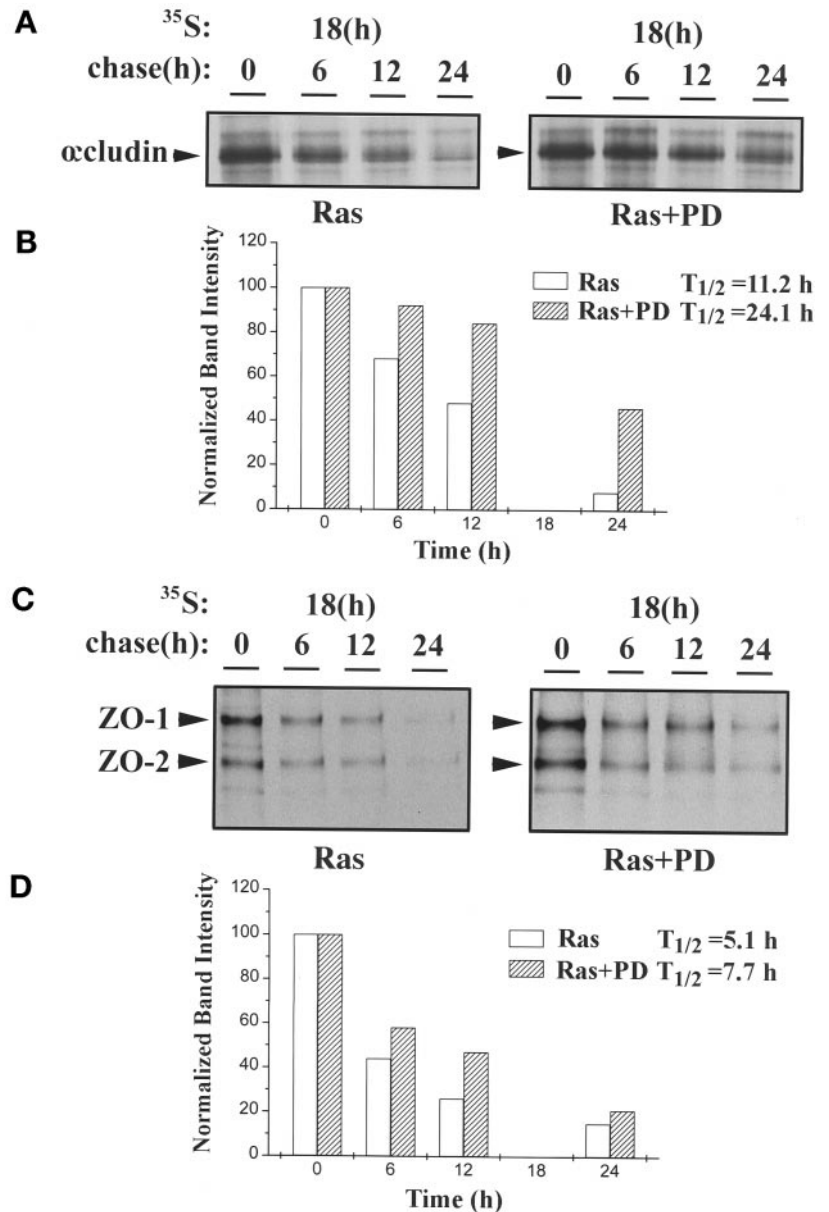 A
35S: 18(h) 18(h)
chase(h): 0 6 12 24 0 6 12 24
occludin
Ras Ras+PD
B
Normalized Band Intensity
120
100
80
60
40
20
0
0 6 12 18 24
Time (h)
Ras T1/2 =11.2 h
Ras+PD T1/2 =24.1 h
C
35S: 18(h) 18(h)
chase(h): 0 6 12 24 0 6 12 24
ZO-1
ZO-2
Ras Ras+PD
D
Normalized Band Intensity
120
100
80
60
40
20
0
0 6 12 18 24
Time (h)
Ras T1/2 =5.1 h
Ras+PD T1/2 =7.7 h